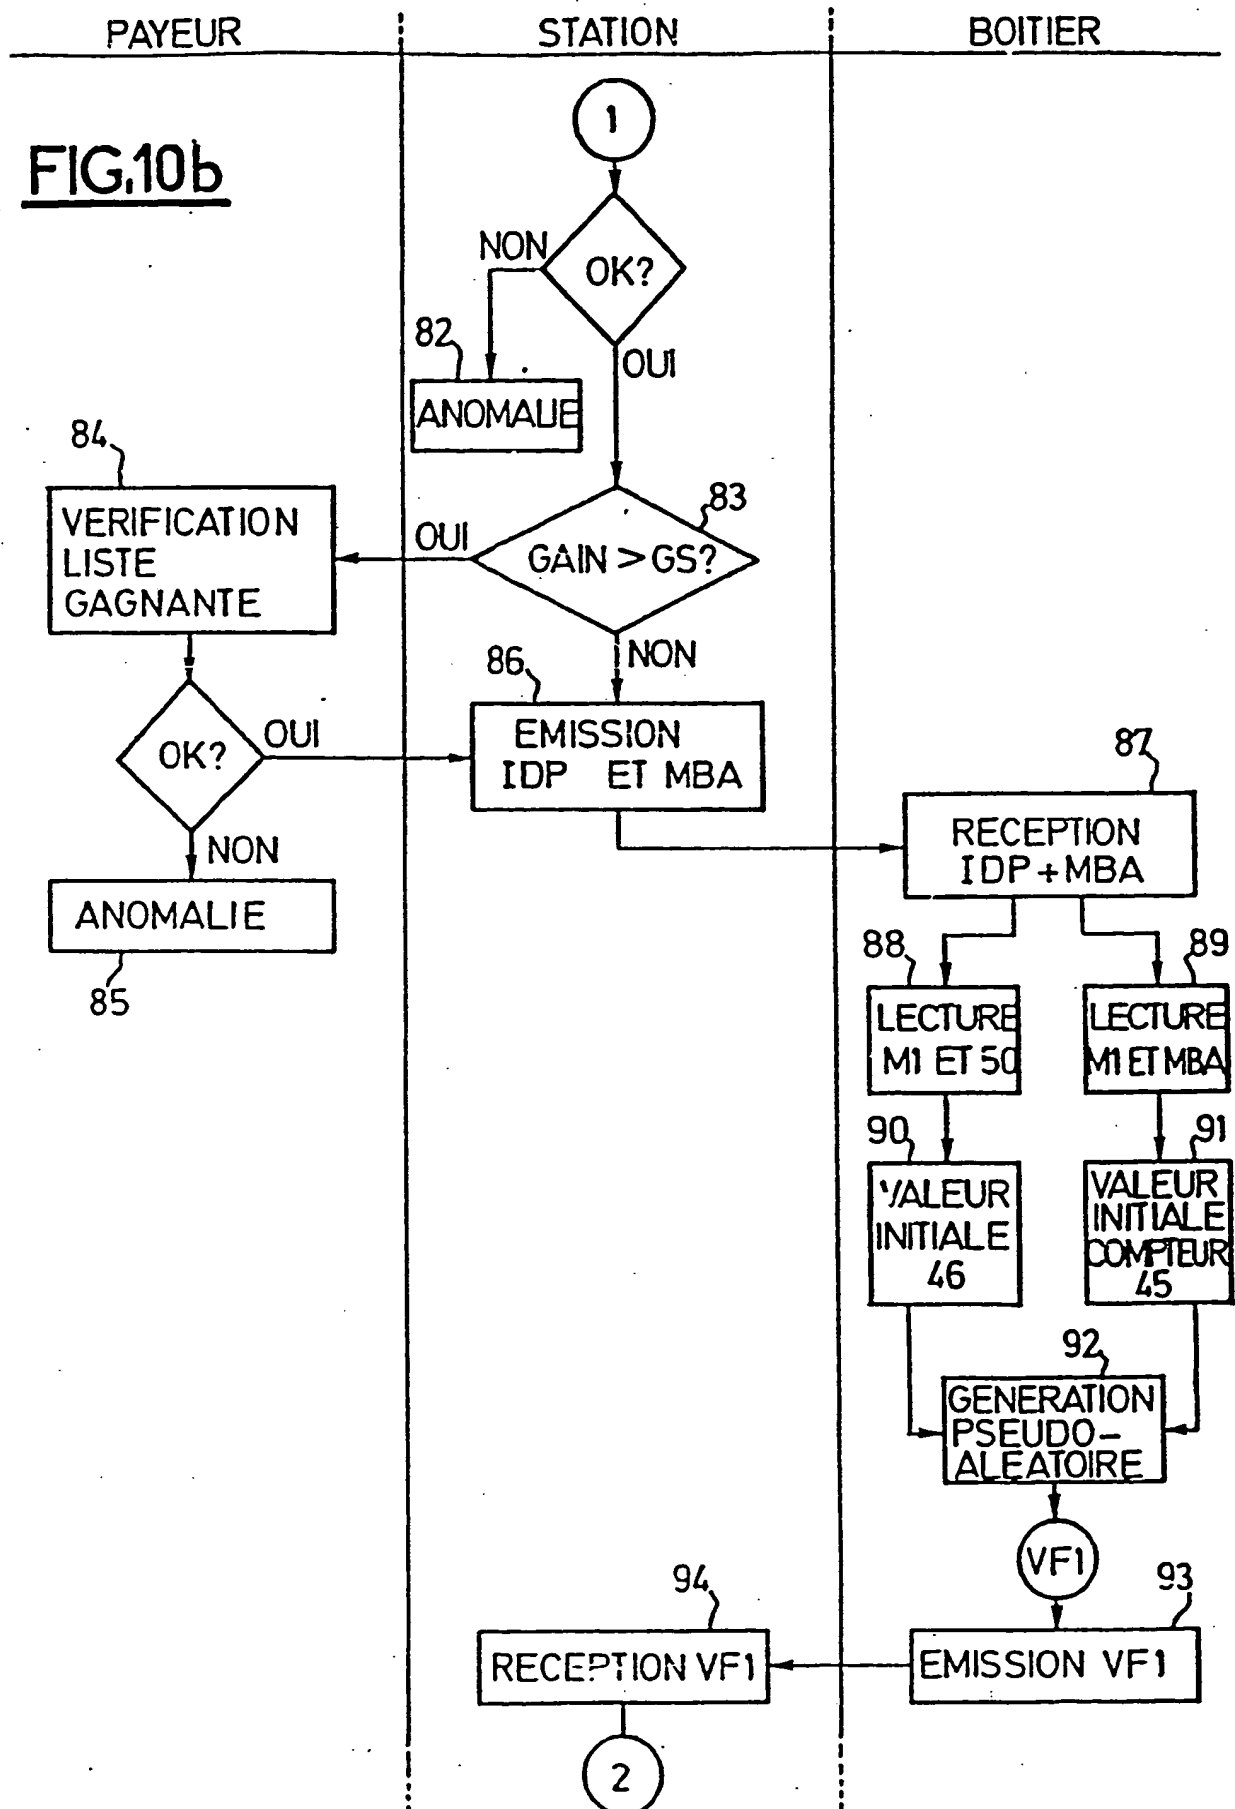 PAYEUR
STATION
BOITIER
FIG.10b
1
OK?
NON
OUI
82
ANOMALIE
83
GAIN > GS?
OUI
NON
84
VERIFICATION
LISTE
GAGNANTE
OK?
OUI
NON
ANOMALIE
85
86
EMISSION
IDP ET MBA
87
RECEPTION
IDP + MBA
88
LECTURE
M1 ET 50
89
LECTURE
M1 ET MBA
90
VALEUR
INITIALE
46
91
VALEUR
INITIALE
COMPTEUR
45
92
GENERATION
PSEUDO-
ALEATOIRE
VF1
93
EMISSION VF1
94
RECEPTION VF1
2